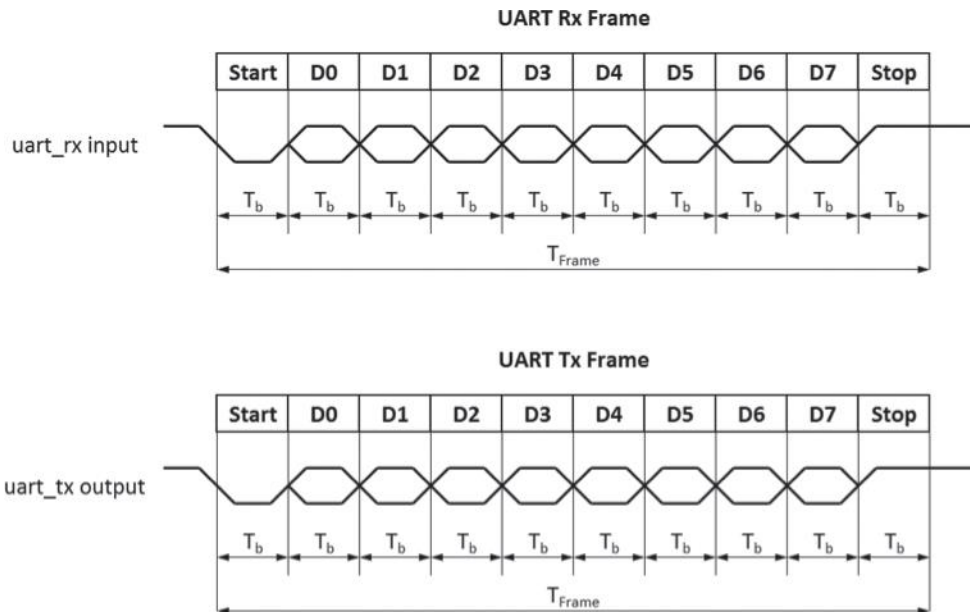 UART Rx Frame
Start D0 D1 D2 D3 D4 D5 D6 D7 Stop
uart_rx input
Tb Tb Tb Tb Tb Tb Tb Tb Tb Tb
TFrame
UART Tx Frame
Start D0 D1 D2 D3 D4 D5 D6 D7 Stop
uart_tx output
Tb Tb Tb Tb Tb Tb Tb Tb Tb Tb
TFrame